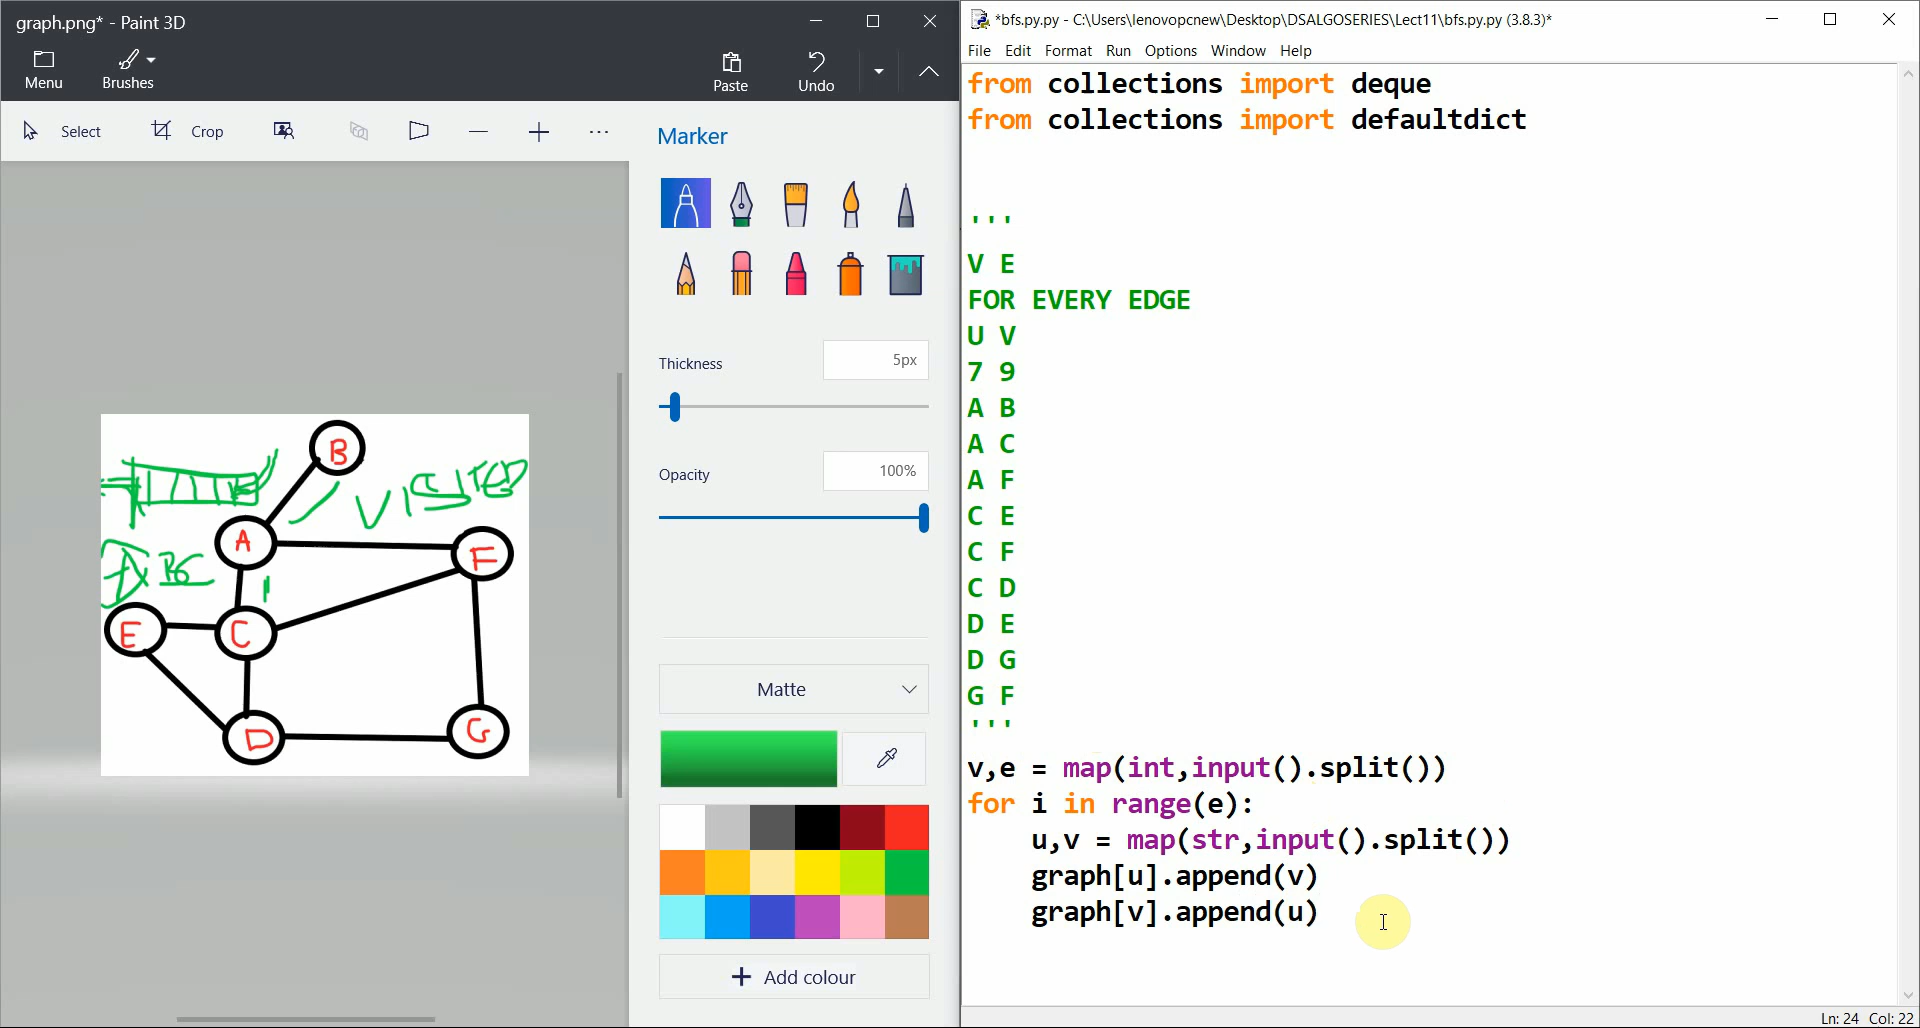 graph.png* - Paint 3D
Menu
Brushes
Paste
Undo
Select
Crop
Marker
Thickness
5px
Opacity
100%
Matte
Add colour
B
VISITED
A
F
BC
E
C
D
G
*bfs.py.py - C:\Users\lenovopcnew\Desktop\DSALGOSERIES\Lect11\bfs.py.py (3.8.3)*
File Edit Format Run Options Window Help
from collections import deque
from collections import defaultdict
'''
V E
FOR EVERY EDGE
U V
7 9
A B
A C
A F
C E
C F
C D
D E
D G
G F
'''
v,e = map(int,input().split())
for i in range(e):
    u,v = map(str,input().split())
    graph[u].append(v)
    graph[v].append(u)
Ln: 24 Col: 22